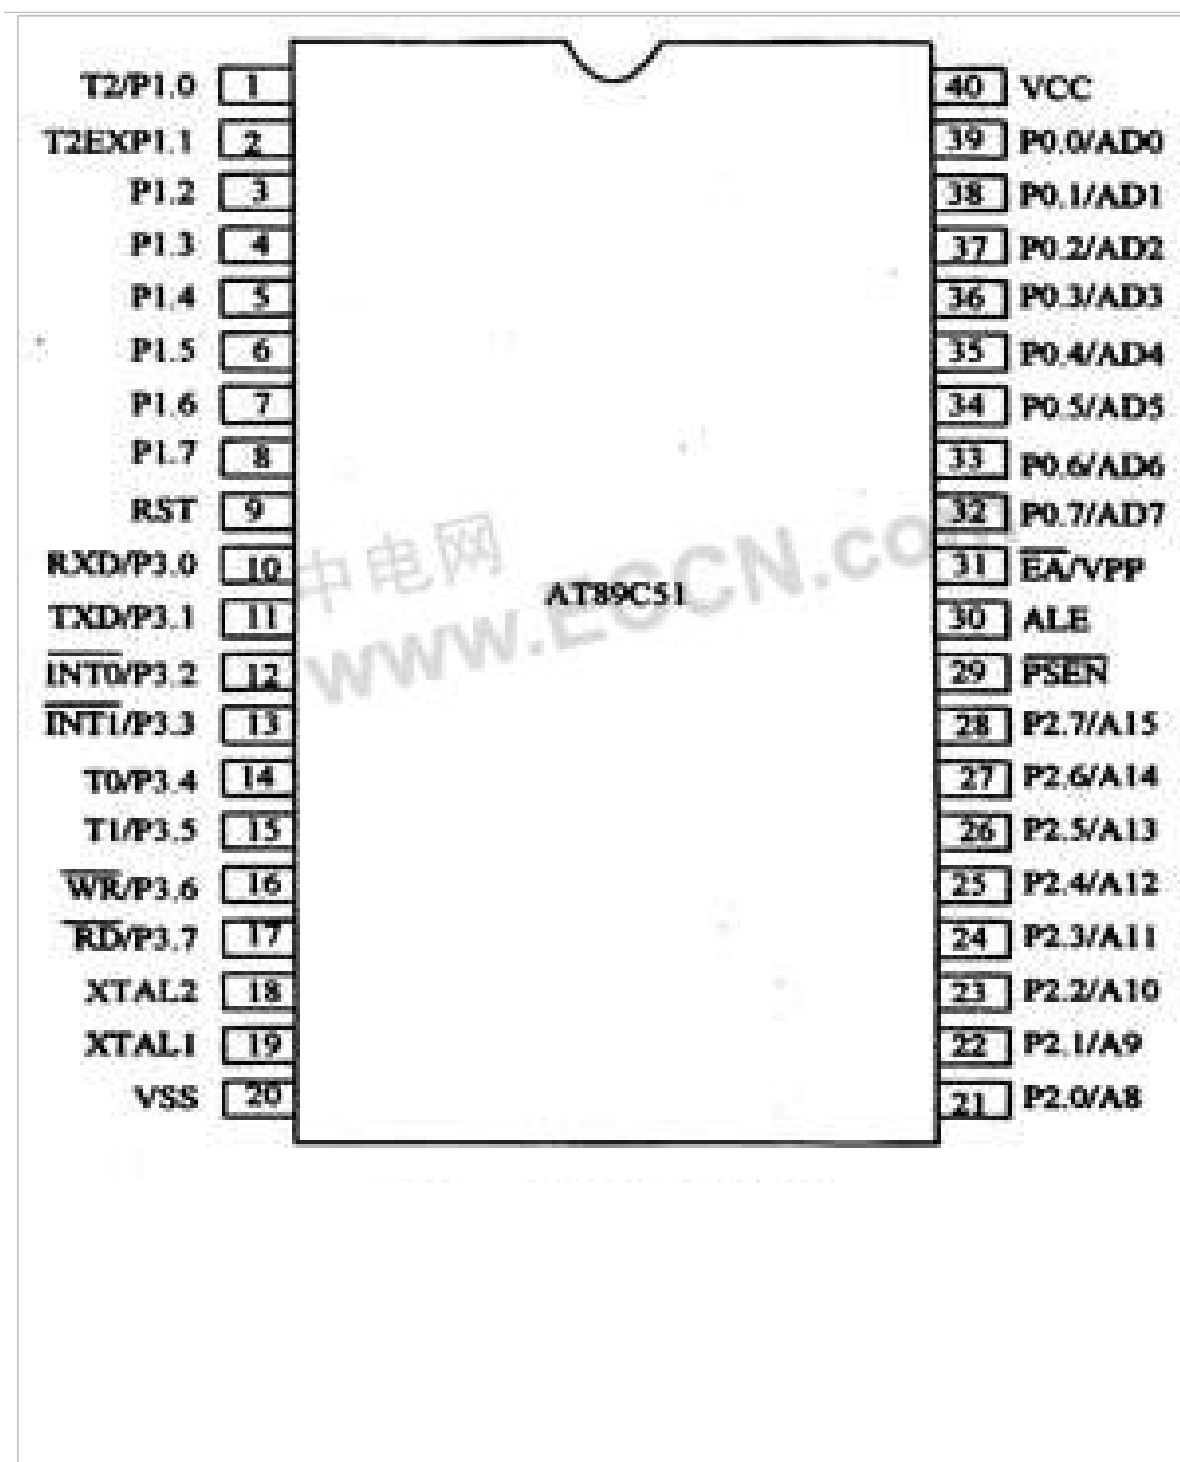 T2/P1.0 1
T2EXP1.1 2
P1.2 3
P1.3 4
P1.4 5
P1.5 6
P1.6 7
P1.7 8
RST 9
RXD/P3.0 10
TXD/P3.1 11
INT0/P3.2 12
INT1/P3.3 13
T0/P3.4 14
T1/P3.5 15
WR/P3.6 16
RD/P3.7 17
XTAL2 18
XTAL1 19
VSS 20
AT89C51
中电网
www.ECCN.co
40 VCC
39 P0.0/AD0
38 P0.1/AD1
37 P0.2/AD2
36 P0.3/AD3
35 P0.4/AD4
34 P0.5/AD5
33 P0.6/AD6
32 P0.7/AD7
31 EA/VPP
30 ALE
29 PSEN
28 P2.7/A15
27 P2.6/A14
26 P2.5/A13
25 P2.4/A12
24 P2.3/A11
23 P2.2/A10
22 P2.1/A9
21 P2.0/A8